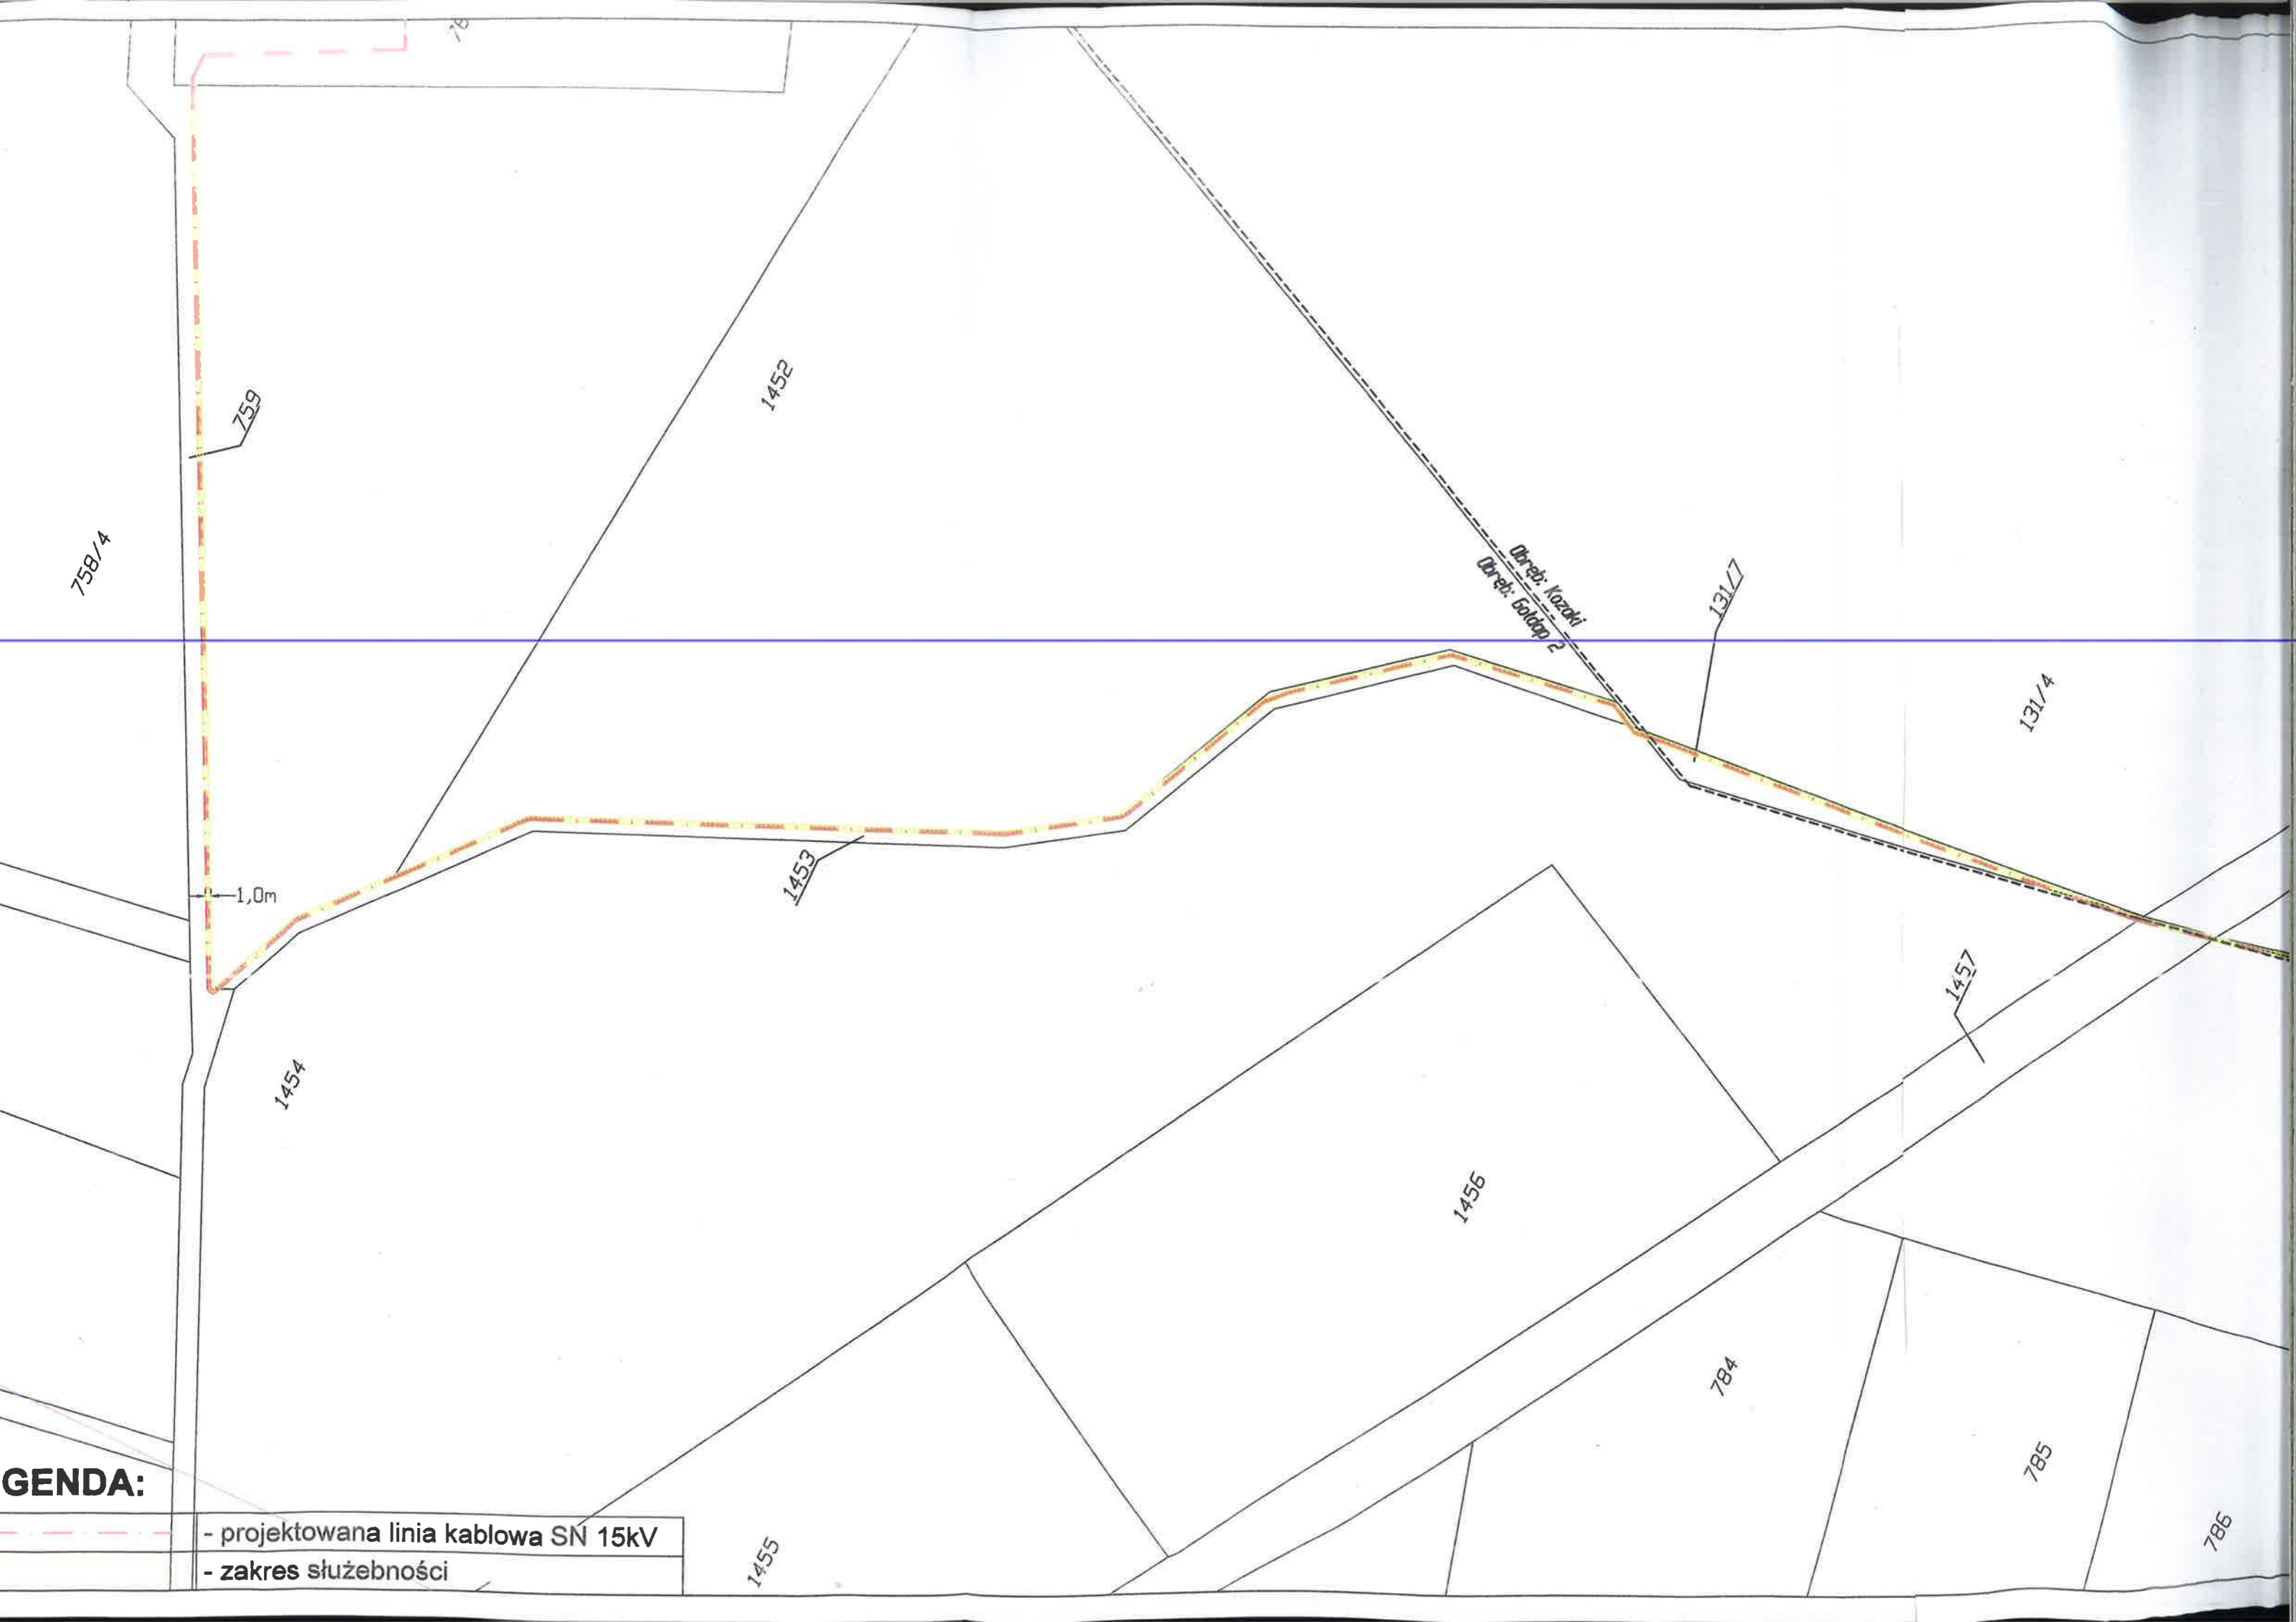 759
1452
758/4
Obręb: Kozaki
Obręb: Gołdap 2
131/7
131/4
1453
1,0m
1457
1454
1456
784
785
786
1455
GENDA:
- projektowana linia kablowa SN 15kV
- zakres służebności